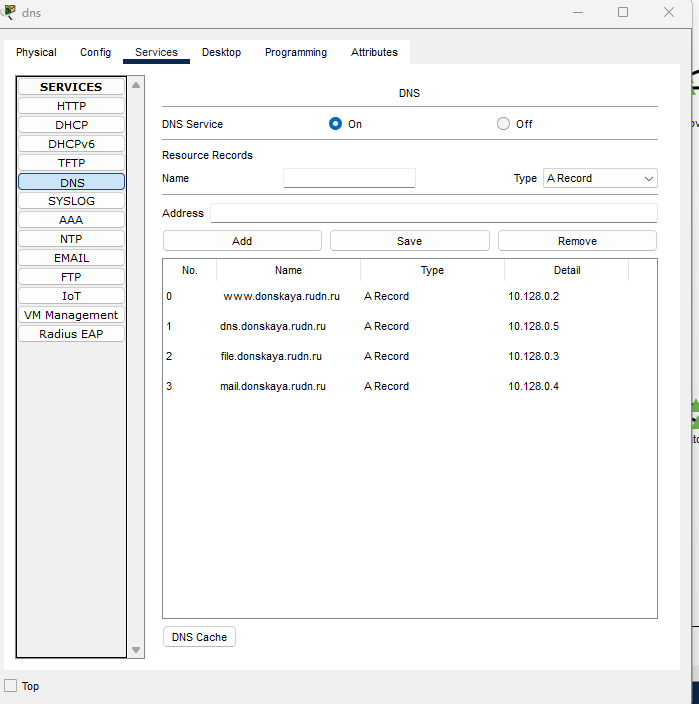 dns
Physical Config Services Desktop Programming Attributes
SERVICES
HTTP
DHCP
DHCPv6
TFTP
DNS
SYSLOG
AAA
NTP
EMAIL
FTP
IoT
VM Management
Radius EAP
DNS
DNS Service On Off
Resource Records
Name Type A Record
Address
Add Save Remove
No. Name Type Detail
0 www.donskaya.rudn.ru A Record 10.128.0.2
1 dns.donskaya.rudn.ru A Record 10.128.0.5
2 file.donskaya.rudn.ru A Record 10.128.0.3
3 mail.donskaya.rudn.ru A Record 10.128.0.4
DNS Cache
Top